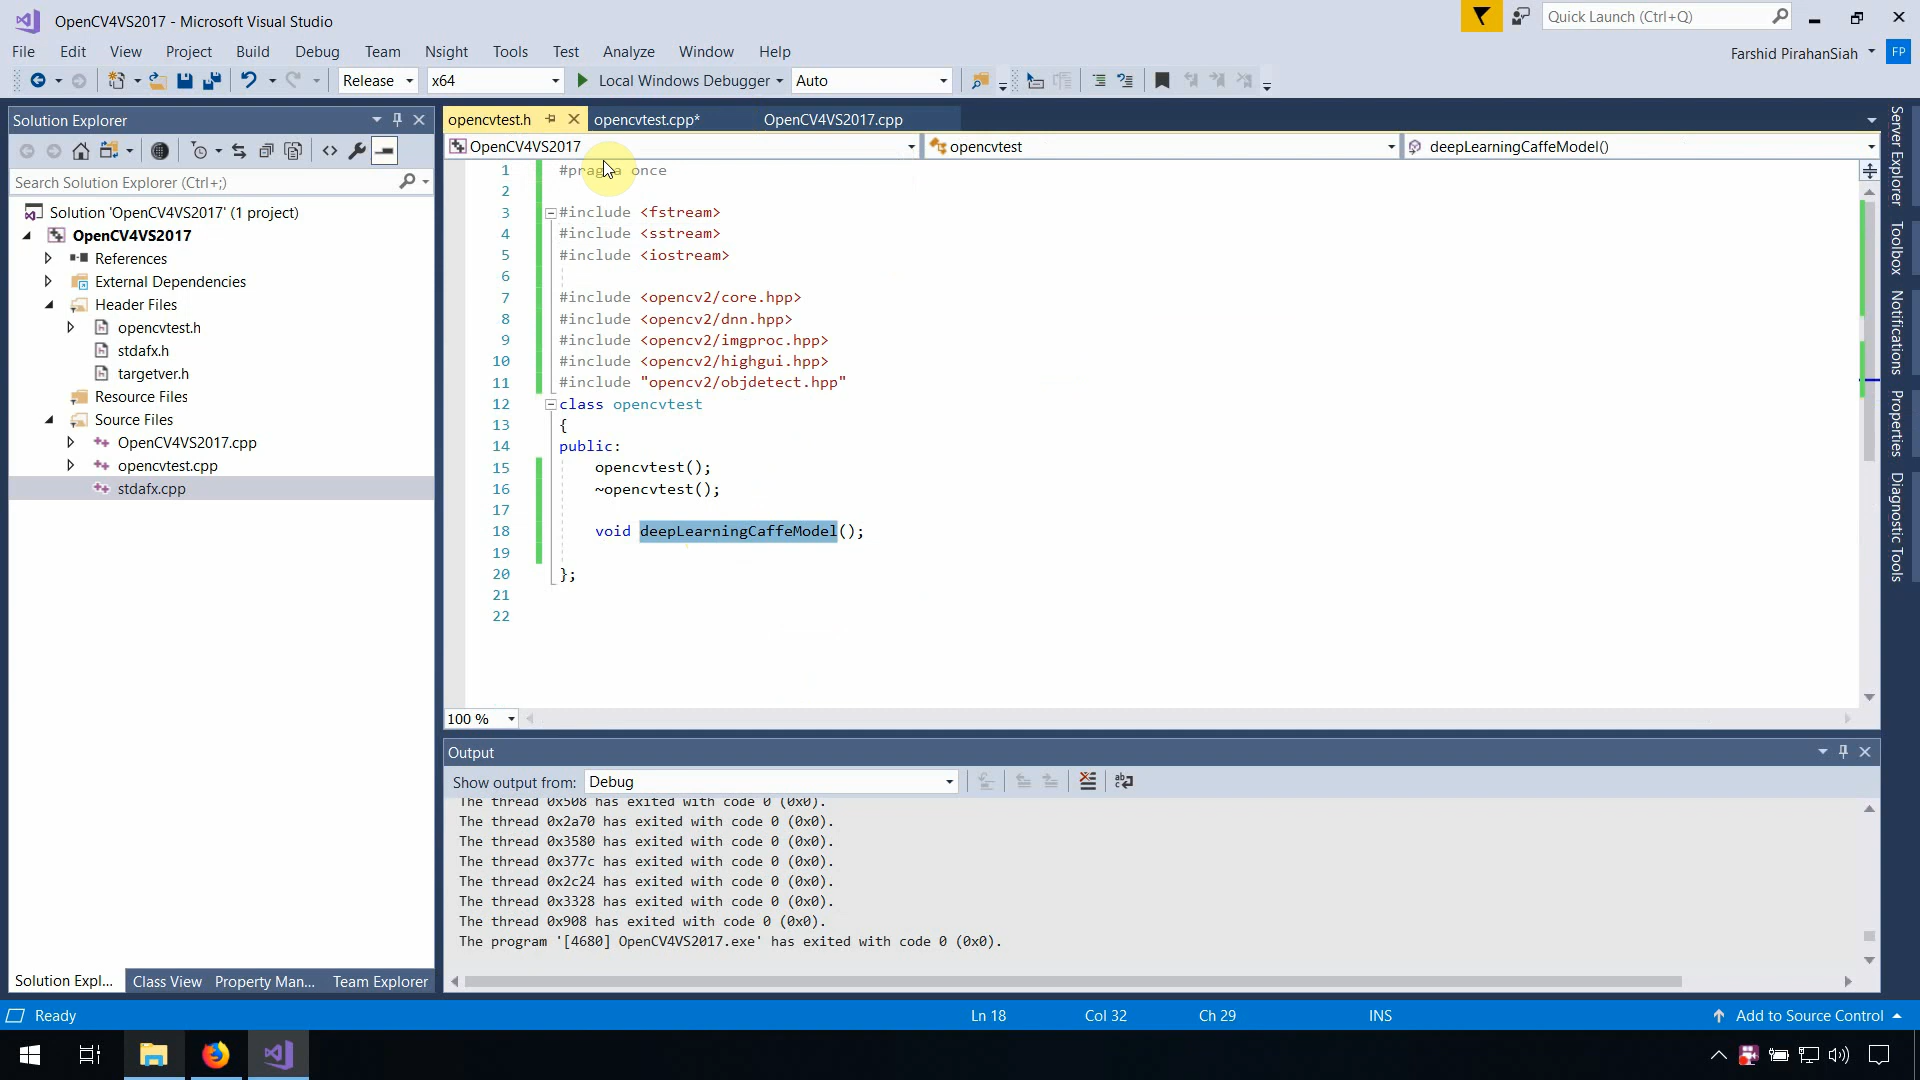 OpenCV4VS2017 - Microsoft Visual Studio
Quick Launch (Ctrl+Q)
File Edit View Project Build Debug Team Nsight Tools Test Analyze Window Help
Farshid PirahanSiah FP
Release x64 Local Windows Debugger Auto
Solution Explorer
Search Solution Explorer (Ctrl+;)
Solution 'OpenCV4VS2017' (1 project)
OpenCV4VS2017
References
External Dependencies
Header Files
opencvtest.h
stdafx.h
targetver.h
Resource Files
Source Files
OpenCV4VS2017.cpp
opencvtest.cpp
stdafx.cpp
Solution Expl... Class View Property Man... Team Explorer
opencvtest.h opencvtest.cpp* OpenCV4VS2017.cpp
OpenCV4VS2017 opencvtest deepLearningCaffeModel()
1 #pragma once
2
3 #include <fstream>
4 #include <sstream>
5 #include <iostream>
6
7 #include <opencv2/core.hpp>
8 #include <opencv2/dnn.hpp>
9 #include <opencv2/imgproc.hpp>
10 #include <opencv2/highgui.hpp>
11 #include "opencv2/objdetect.hpp"
12 class opencvtest
13 {
14 public:
15 opencvtest();
16 ~opencvtest();
17
18 void deepLearningCaffeModel();
19
20 };
21
22
100 %
Output
Show output from: Debug
The thread 0x508 has exited with code 0 (0x0).
The thread 0x2a70 has exited with code 0 (0x0).
The thread 0x3580 has exited with code 0 (0x0).
The thread 0x377c has exited with code 0 (0x0).
The thread 0x2c24 has exited with code 0 (0x0).
The thread 0x3328 has exited with code 0 (0x0).
The thread 0x908 has exited with code 0 (0x0).
The program '[4680] OpenCV4VS2017.exe' has exited with code 0 (0x0).
Server Explorer
Toolbox
Notifications
Properties
Diagnostic Tools
Ready Ln 18 Col 32 Ch 29 INS Add to Source Control